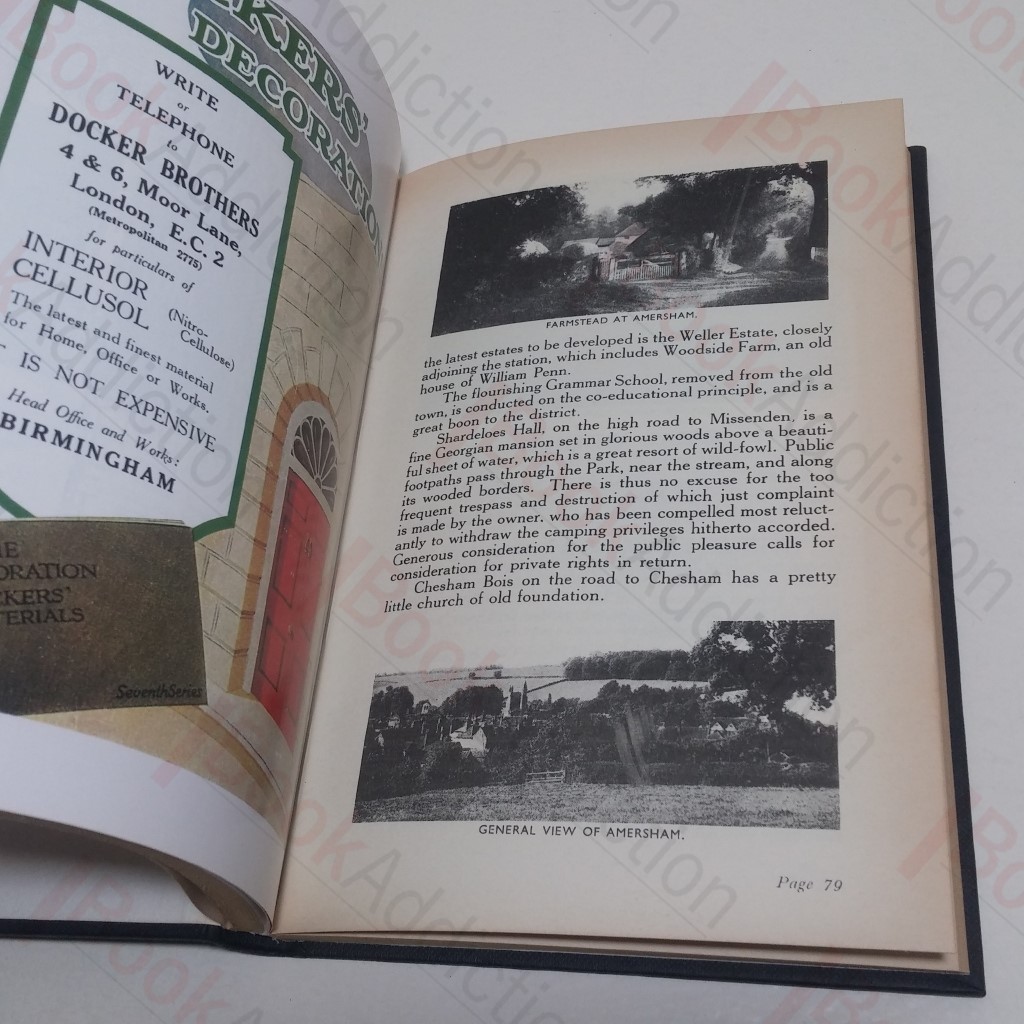 KERS'
DECORATION
WRITE
or
TELEPHONE
to
DOCKER BROTHERS
4 & 6, Moor Lane,
London, E.C. 2
(Metropolitan 2775)
for particulars of
INTERIOR
CELLUSOL (Nitro-
Cellulose)
The latest and finest material
for Home, Office or Works.
IS NOT EXPENSIVE
Head Office and Works:
BIRMINGHAM
ORATION
CKERS'
TERIALS
Seventh Series
FARMSTEAD AT AMERSHAM.
the latest estates to be developed is the Weller Estate, closely
adjoining the station, which includes Woodside Farm, an old
house of William Penn.
The flourishing Grammar School, removed from the old
town, is conducted on the co-educational principle, and is a
great boon to the district.
Shardeloes Hall, on the high road to Missenden, is a
fine Georgian mansion set in glorious woods above a beauti-
ful sheet of water, which is a great resort of wild-fowl. Public
footpaths pass through the Park, near the stream, and along
its wooded borders. There is thus no excuse for the too
frequent trespass and destruction of which just complaint
is made by the owner, who has been compelled most reluct-
antly to withdraw the camping privileges hitherto accorded.
Generous consideration for the public pleasure calls for
consideration for private rights in return.
Chesham Bois on the road to Chesham has a pretty
little church of old foundation.
GENERAL VIEW OF AMERSHAM.
Page 79
BookAddiction